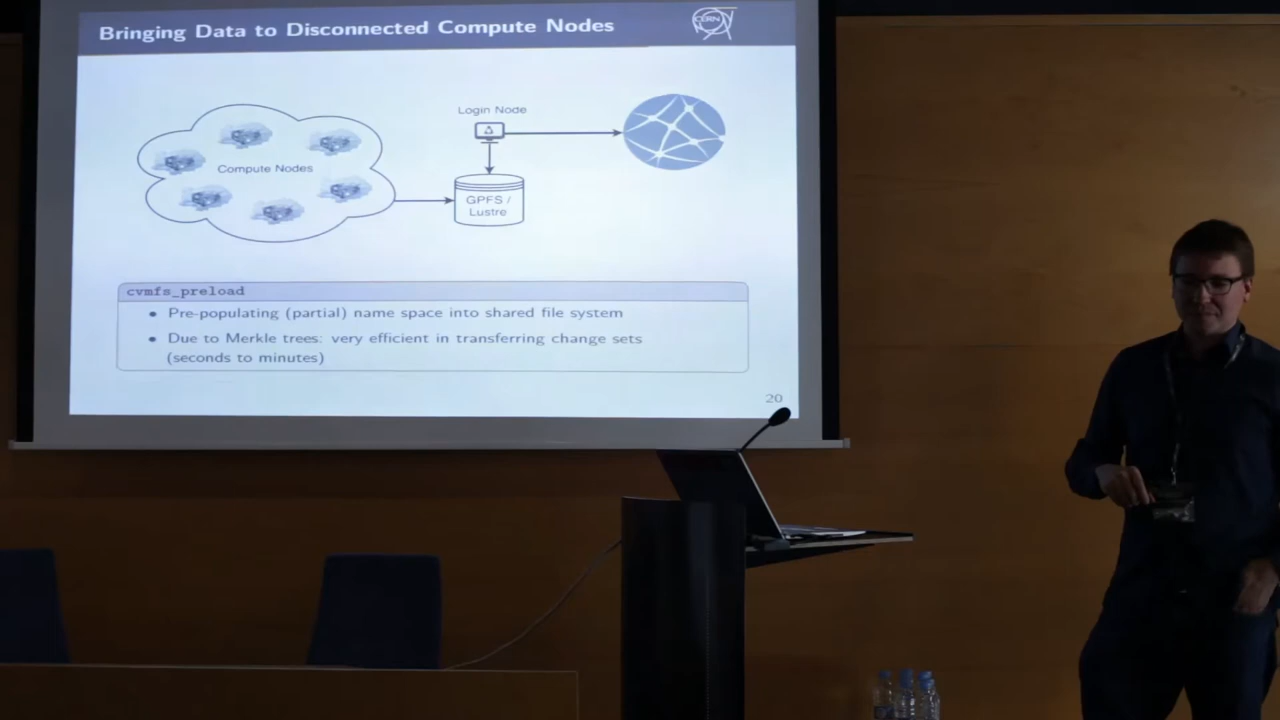 Bringing Data to Disconnected Compute Nodes
CERN
Login Node
Compute Nodes
GPFS /
Lustre
cvmfs_preload
• Pre-populating (partial) name space into shared file system
• Due to Merkle trees: very efficient in transferring change sets
(seconds to minutes)
20